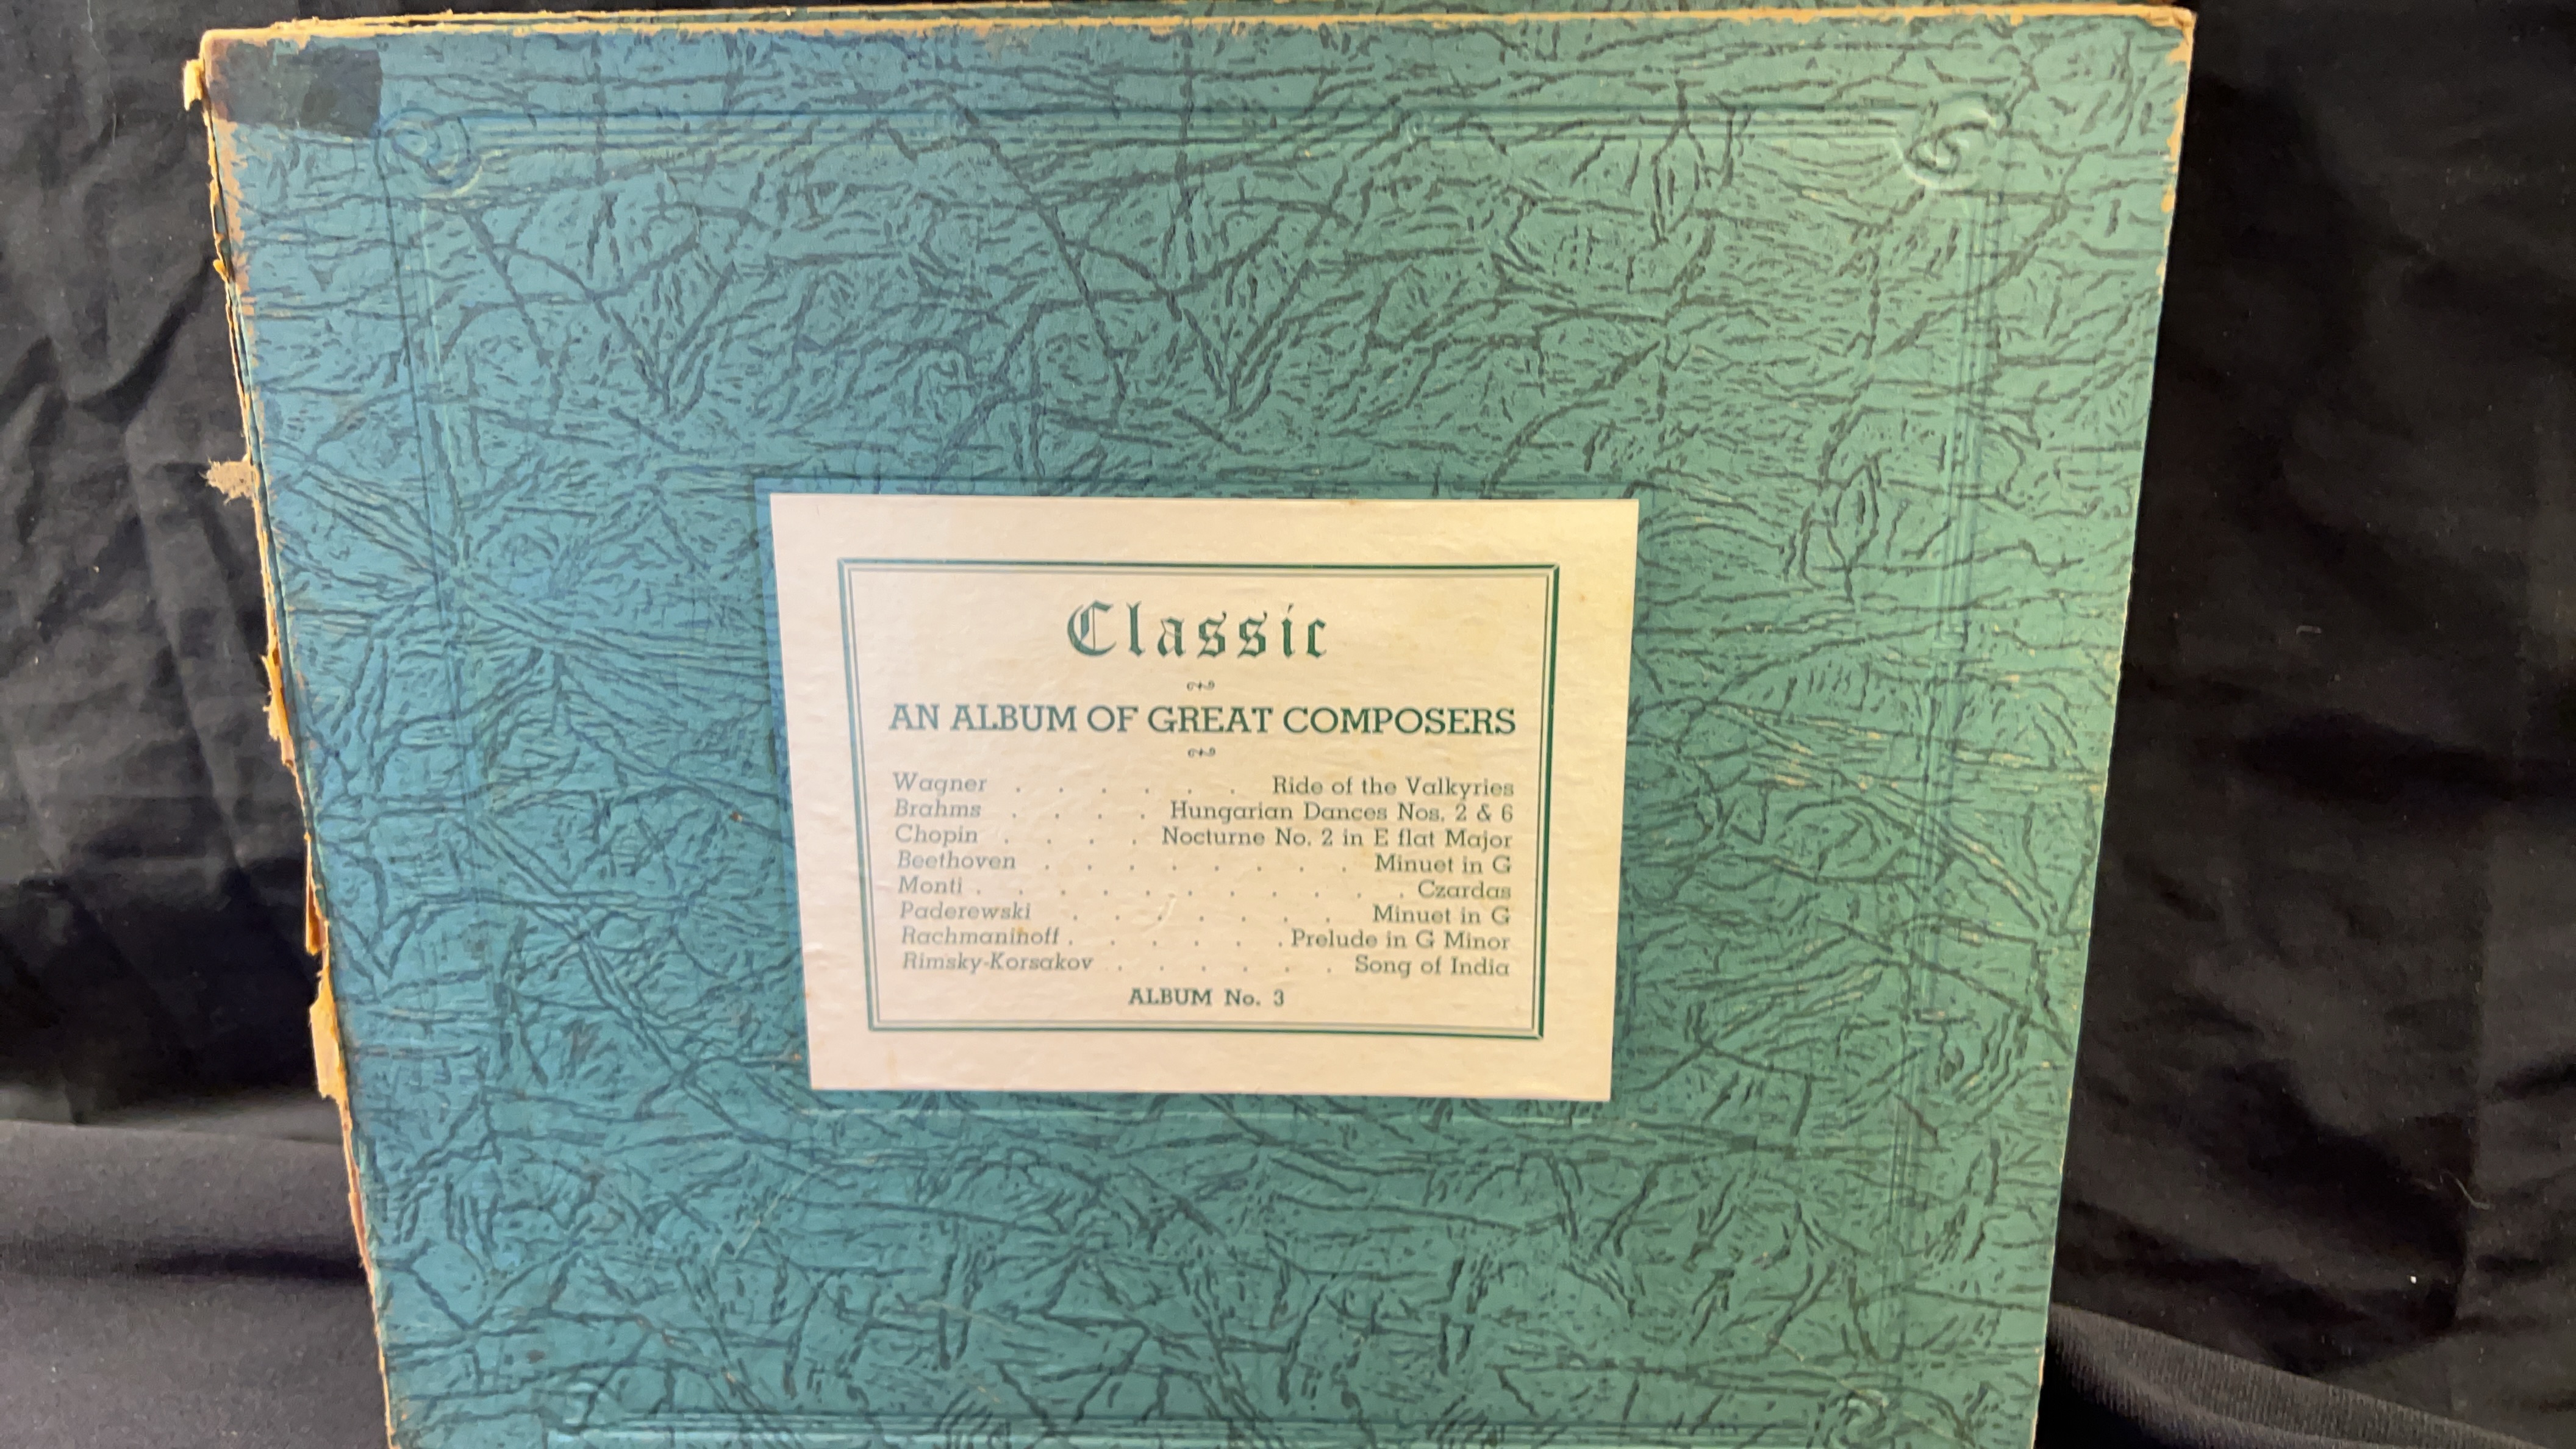 Classic
AN ALBUM OF GREAT COMPOSERS
Wagner . . . . . . Ride of the Valkyries
Brahms . . . . Hungarian Dances Nos. 2 & 6
Chopin . . . . Nocturne No. 2 in E flat Major
Beethoven . . . . . . . . Minuet in G
Monti . . . . . . . . . . . Czardas
Paderewski . . . . . . . Minuet in G
Rachmaninoff . . . . . . Prelude in G Minor
Rimsky-Korsakov . . . . . . Song of India
ALBUM No. 3